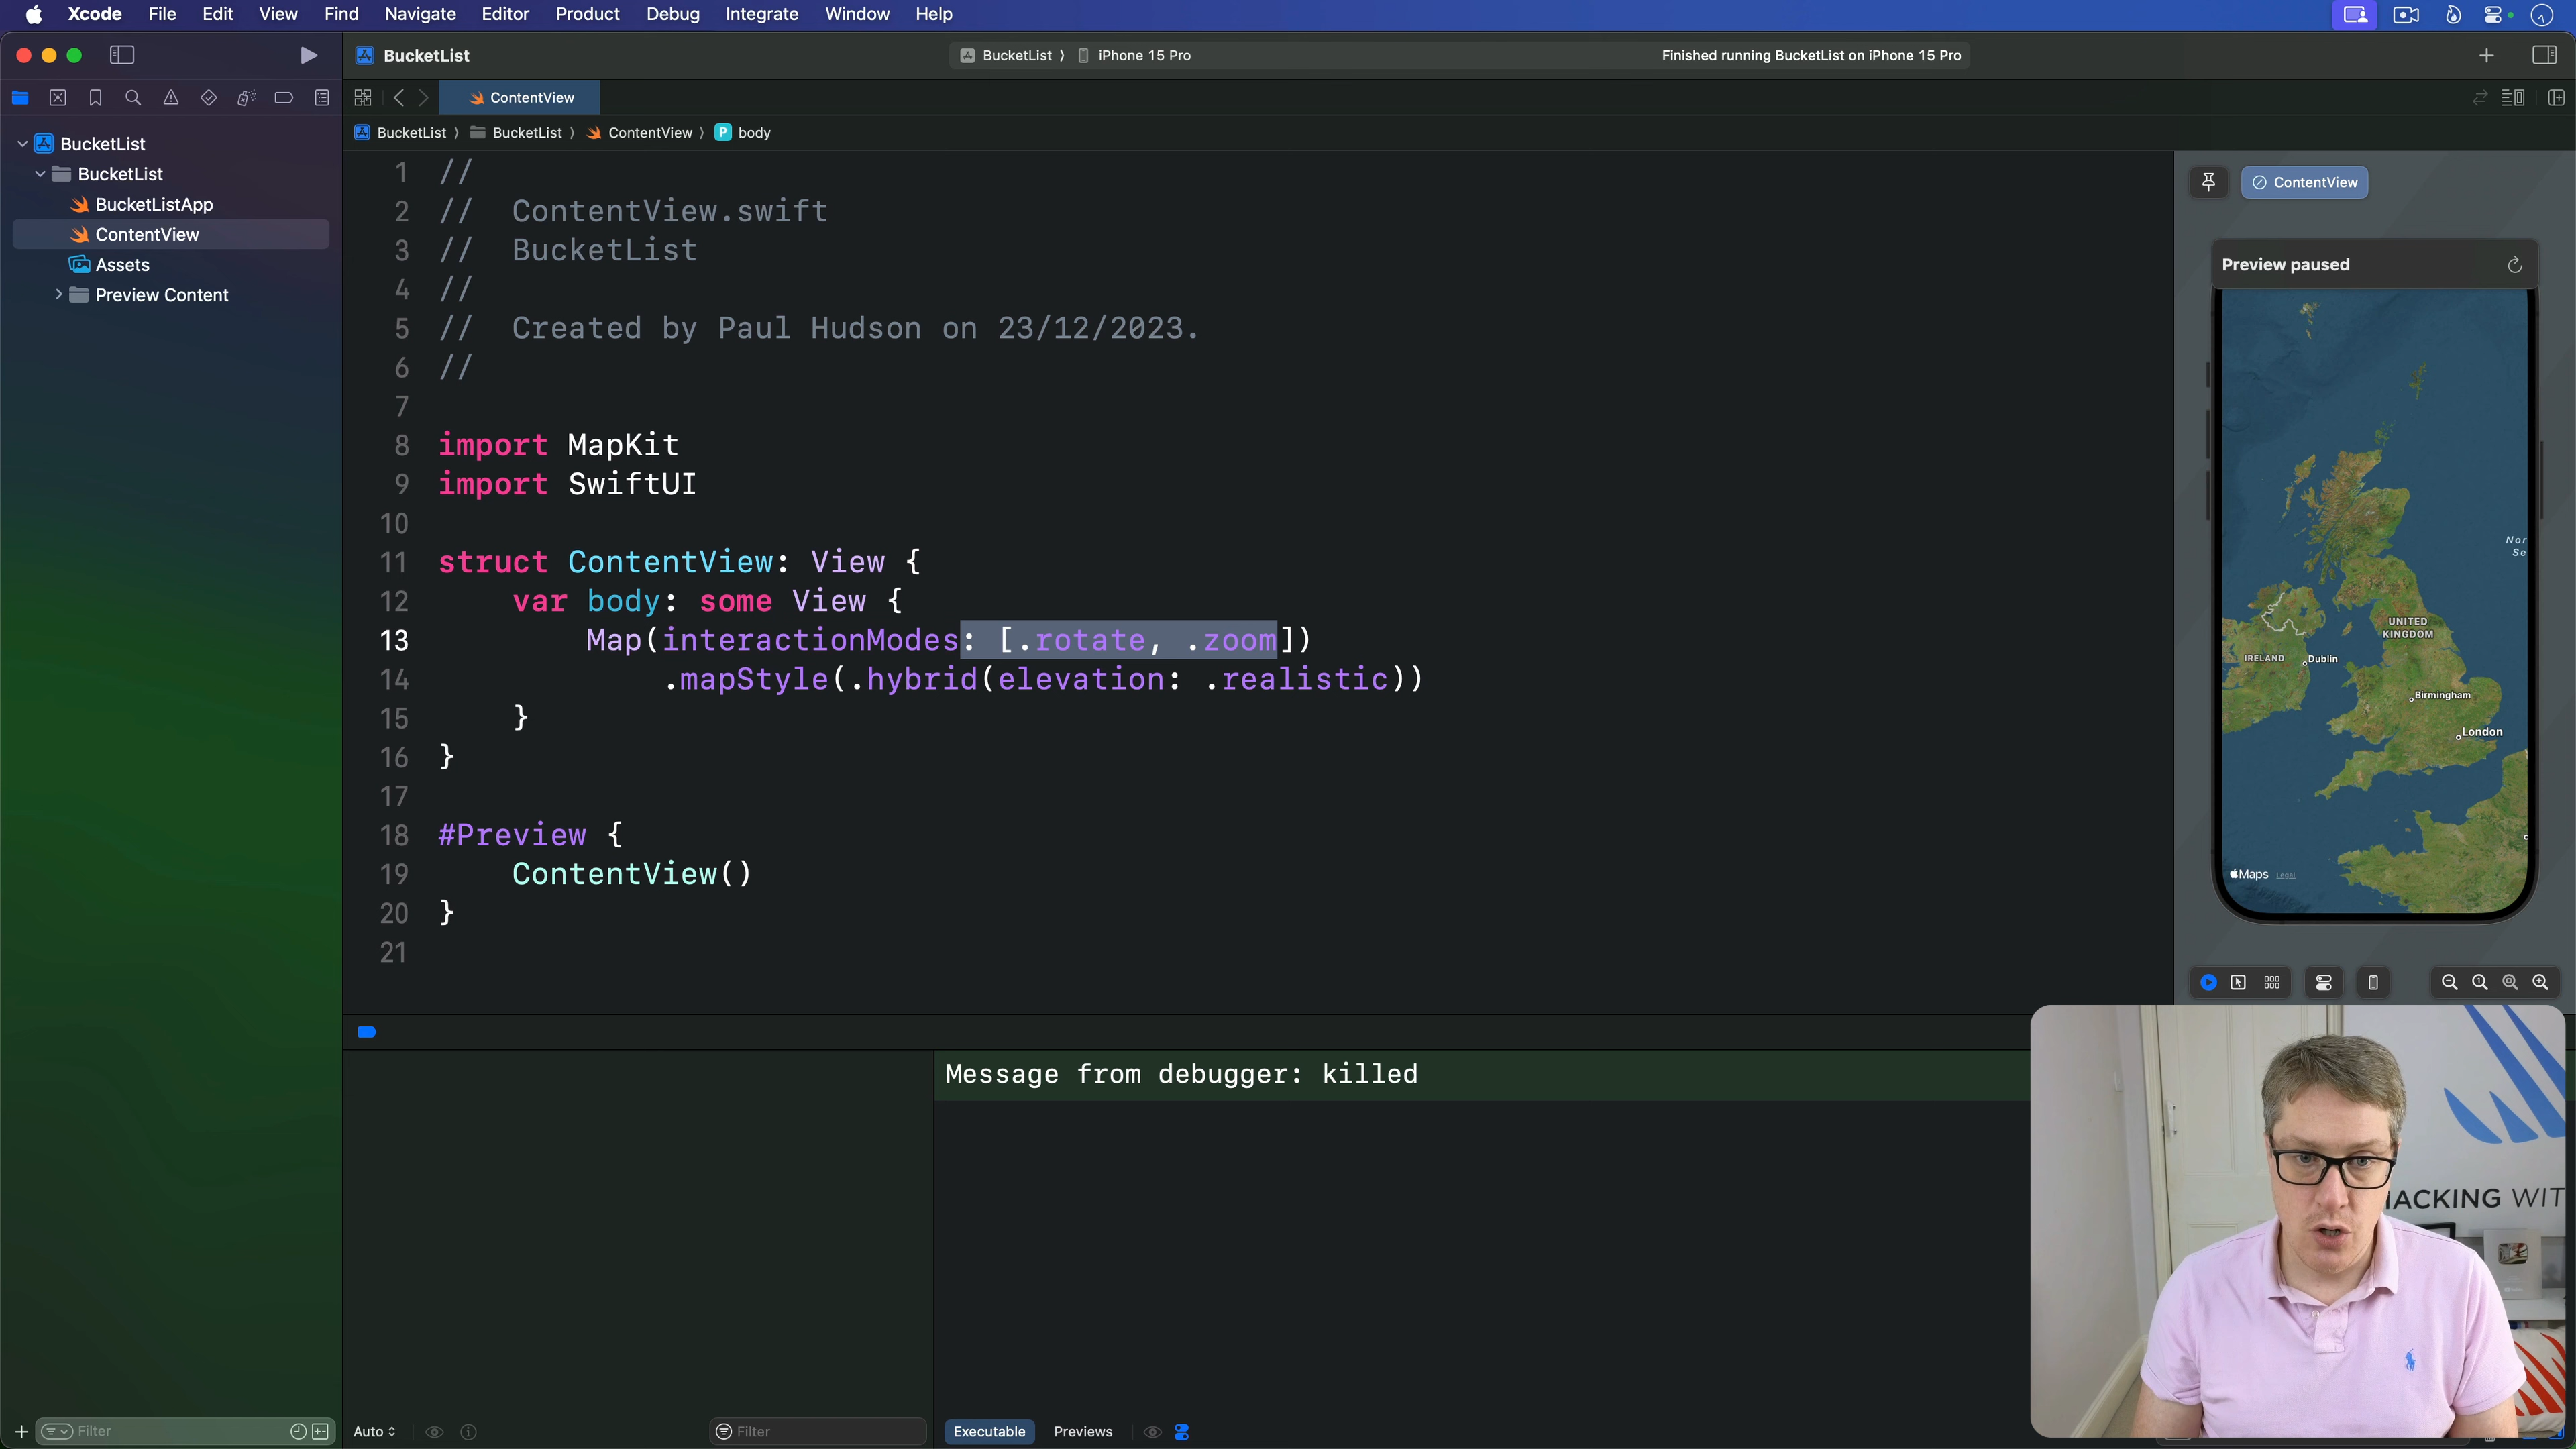 Xcode File Edit View Find Navigate Editor Product Debug Integrate Window Help
BucketList
BucketList 〉 iPhone 15 Pro
Finished running BucketList on iPhone 15 Pro
ContentView
BucketList 〉 BucketList 〉 ContentView 〉 P body
BucketList
BucketList
BucketListApp
ContentView
Assets
Preview Content
1 //
2 //  ContentView.swift
3 //  BucketList
4 //
5 //  Created by Paul Hudson on 23/12/2023.
6 //
7
8 import MapKit
9 import SwiftUI
10
11 struct ContentView: View {
12     var body: some View {
13         Map(interactionModes: [.rotate, .zoom])
14             .mapStyle(.hybrid(elevation: .realistic))
15     }
16 }
17
18 #Preview {
19     ContentView()
20 }
21
ContentView
Preview paused
Nor
Se
UNITED
KINGDOM
IRELAND
Dublin
Birmingham
London
Maps Legal
Message from debugger: killed
HACKING WIT
Filter
Auto
Filter
Executable Previews